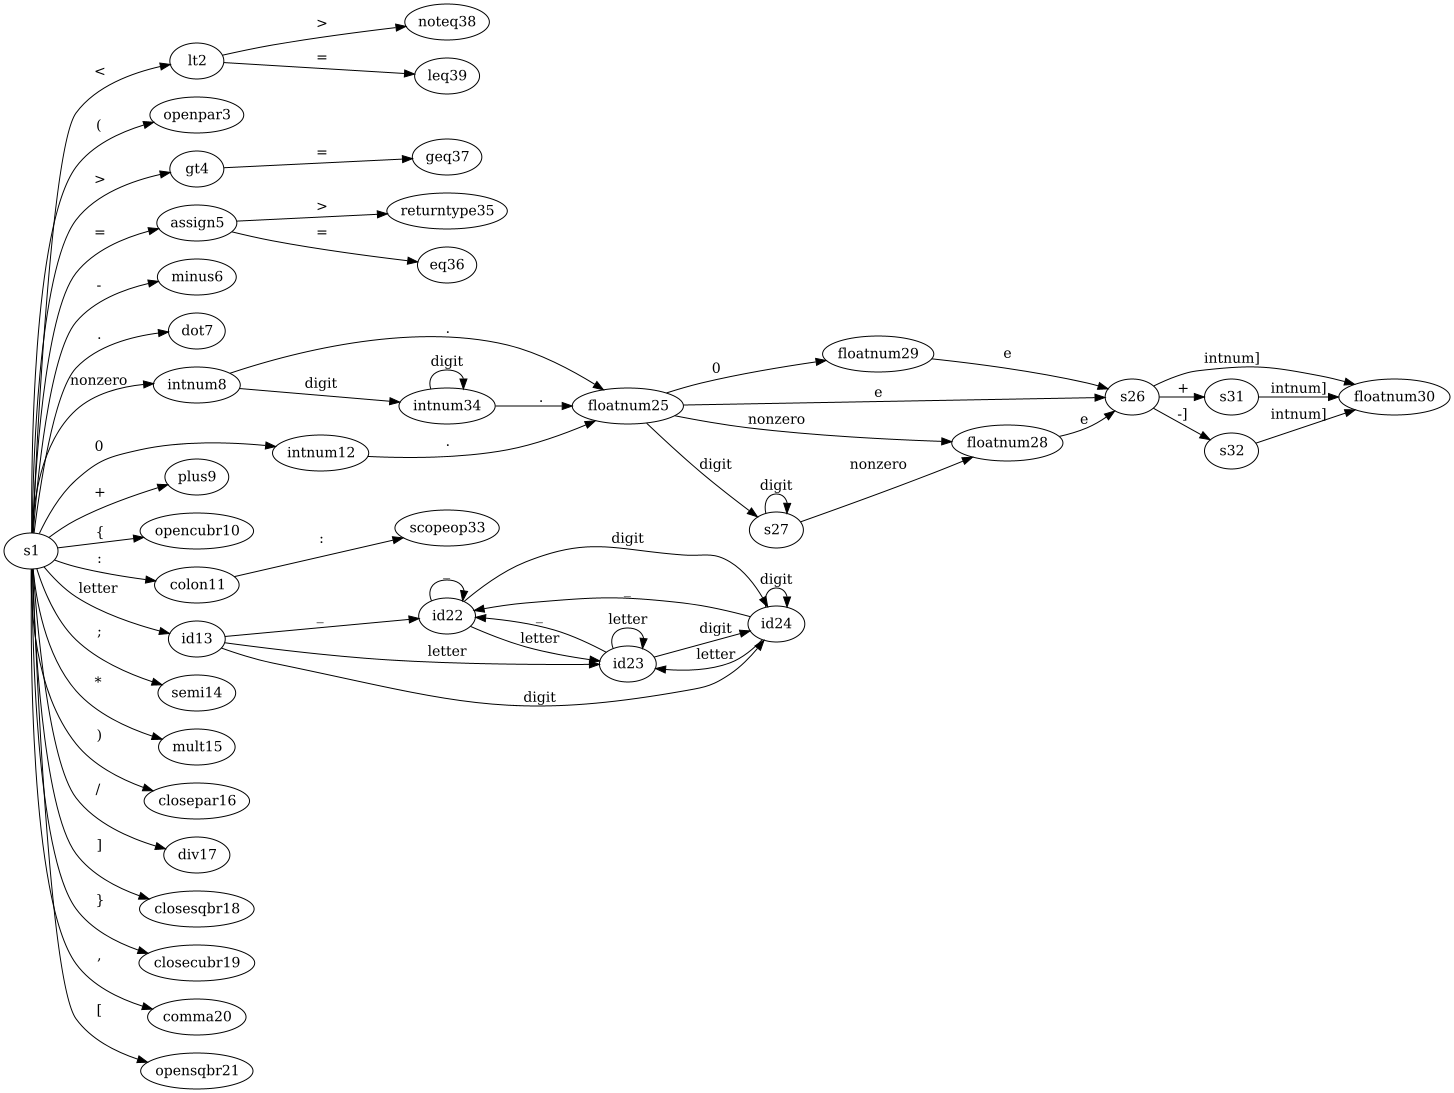 >
noteq38
<
lt2
=
leq39
(
openpar3
>
gt4
=
geq37
=
assign5
>
returntype35
=
eq36
-
minus6
.
dot7
nonzero
intnum8
.
digit
digit
intnum34
.
floatnum25
0
floatnum29
e
e
nonzero
floatnum28
e
s26
intnum]
+
s31
intnum]
floatnum30
-]
s32
intnum]
0
intnum12
.
digit
digit
s27
nonzero
+
plus9
s1
{
opencubr10
:
colon11
:
scopeop33
letter
id13
_
_
id22
digit
_
_
letter
letter
letter
id23
digit
letter
digit
id24
digit
;
semi14
*
mult15
)
closepar16
/
div17
]
closesqbr18
}
closecubr19
,
comma20
[
opensqbr21